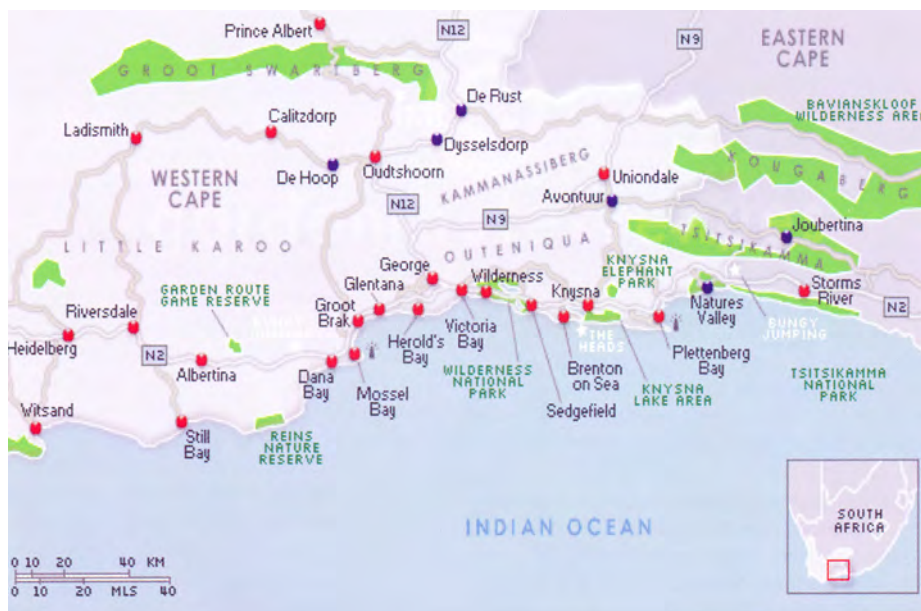 Prince Albert
N12
N9
EASTERN
CAPE
GROOT SWARTBERG
De Rust
BAVIANSKLOOF
WILDERNESS AREA
Ladismith
Calitzdorp
Dysselsdorp
De Hoop
Oudtshoorn
KAMMANASSIBERG
Uniondale
KOUGABERG
WESTERN
CAPE
Avontuur
N12
N9
Joubertina
LITTLE KAROO
OUTENIQUA
TSITSIKAMMA
George
Wilderness
KNYSNA
ELEPHANT
PARK
GARDEN ROUTE
GAME RESERVE
Glentana
Knysna
Storms
River
Riversdale
Groot
Brak
Natures
Valley
N2
Heidelberg
N2
Albertina
Dana
Bay
Mossel
Bay
Herold's
Bay
Victoria
Bay
WILDERNESS
NATIONAL
PARK
THE
HEADS
Brenton
on Sea
Sedgefield
KNYSNA
LAKE AREA
Plettenberg
Bay
BUNGY
JUMPING
TSITSIKAMMA
NATIONAL
PARK
Witsand
Still
Bay
REINS
NATURE
RESERVE
INDIAN OCEAN
SOUTH
AFRICA
0 10 20 40 KM
0 10 20 MLS 40